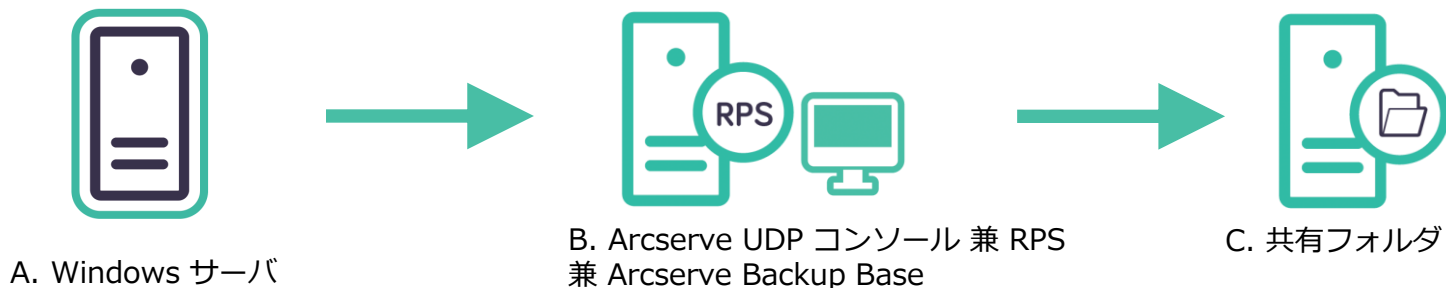 RPS
A. Windows サーバ
B. Arcserve UDP コンソール 兼 RPS
兼 Arcserve Backup Base
C. 共有フォルダ